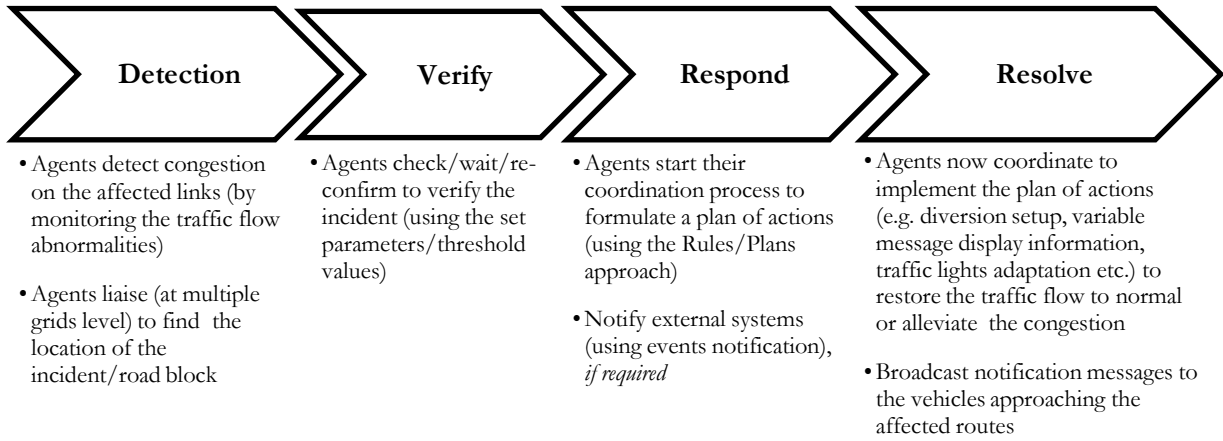 Detection
Verify
Respond
Resolve
• Agents detect congestion
on the affected links (by
monitoring the traffic flow
abnormalities)
• Agents liaise (at multiple
grids level) to find the
location of the
incident/road block
• Agents check/wait/re-
confirm to verify the
incident (using the set
parameters/threshold
values)
• Agents start their
coordination process to
formulate a plan of actions
(using the Rules/Plans
approach)
• Notify external systems
(using events notification),
if required
• Agents now coordinate to
implement the plan of actions
(e.g. diversion setup, variable
message display information,
traffic lights adaptation etc.) to
restore the traffic flow to normal
or alleviate the congestion
• Broadcast notification messages to
the vehicles approaching the
affected routes